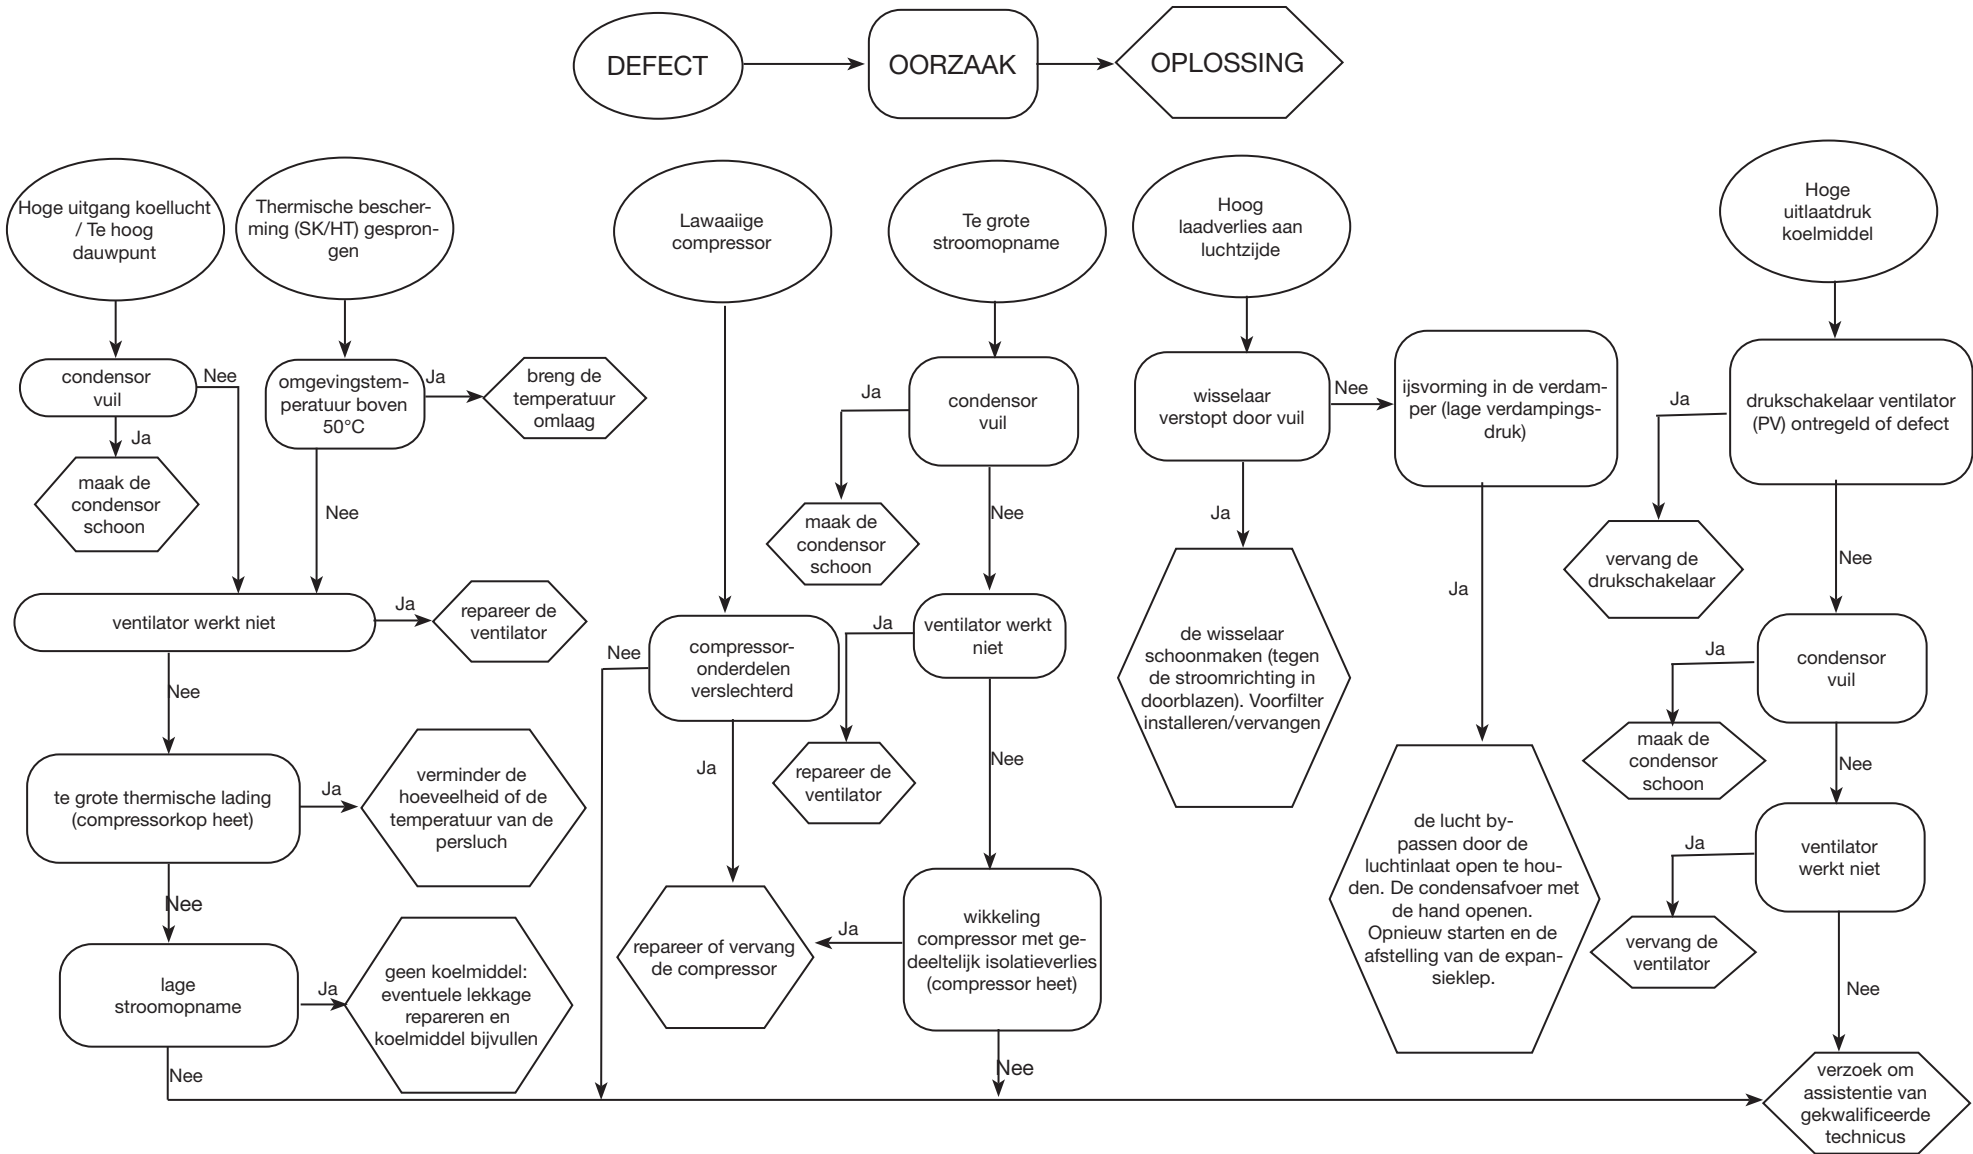 DEFECT
OORZAAK
OPLOSSING
Hoge uitgang koellucht
/ Te hoog
dauwpunt
Thermische bescher-
ming (SK/HT) gespron-
gen
Lawaaiige
compressor
Te grote
stroomopname
Hoog
laadverlies aan
luchtzijde
Hoge
uitlaatdruk
koelmiddel
condensor
vuil
Nee
Ja
maak de
condensor
schoon
omgevingstem-
peratuur boven
50°C
Ja
breng de
temperatuur
omlaag
Nee
ventilator werkt niet
Ja
repareer de
ventilator
Nee
te grote thermische lading
(compressorkop heet)
Ja
verminder de
hoeveelheid of de
temperatuur van de
persluch
Nee
lage
stroomopname
Ja
geen koelmiddel:
eventuele lekkage
repareren en
koelmiddel bijvullen
Nee
compressor-
onderdelen
verslechterd
Nee
Ja
repareer of vervang
de compressor
condensor
vuil
Ja
maak de
condensor
schoon
Nee
ventilator werkt
niet
Ja
repareer de
ventilator
Nee
wikkeling
compressor met ge-
deeltelijk isolatieverlies
(compressor heet)
Ja
Nee
wisselaar
verstopt door vuil
Nee
Ja
de wisselaar
schoonmaken (tegen
de stroomrichting in
doorblazen). Voorfilter
installeren/vervangen
ijsvorming in de verdam-
per (lage verdampings-
druk)
Ja
de lucht by-
passen door de
luchtinlaat open te hou-
den. De condensafvoer met
de hand openen.
Opnieuw starten en de
afstelling van de expan-
sieklep.
drukschakelaar ventilator
(PV) ontregeld of defect
Ja
vervang de
drukschakelaar
Nee
condensor
vuil
Ja
maak de
condensor
schoon
Nee
ventilator
werkt niet
Ja
vervang de
ventilator
Nee
verzoek om
assistentie van
gekwalificeerde
technicus